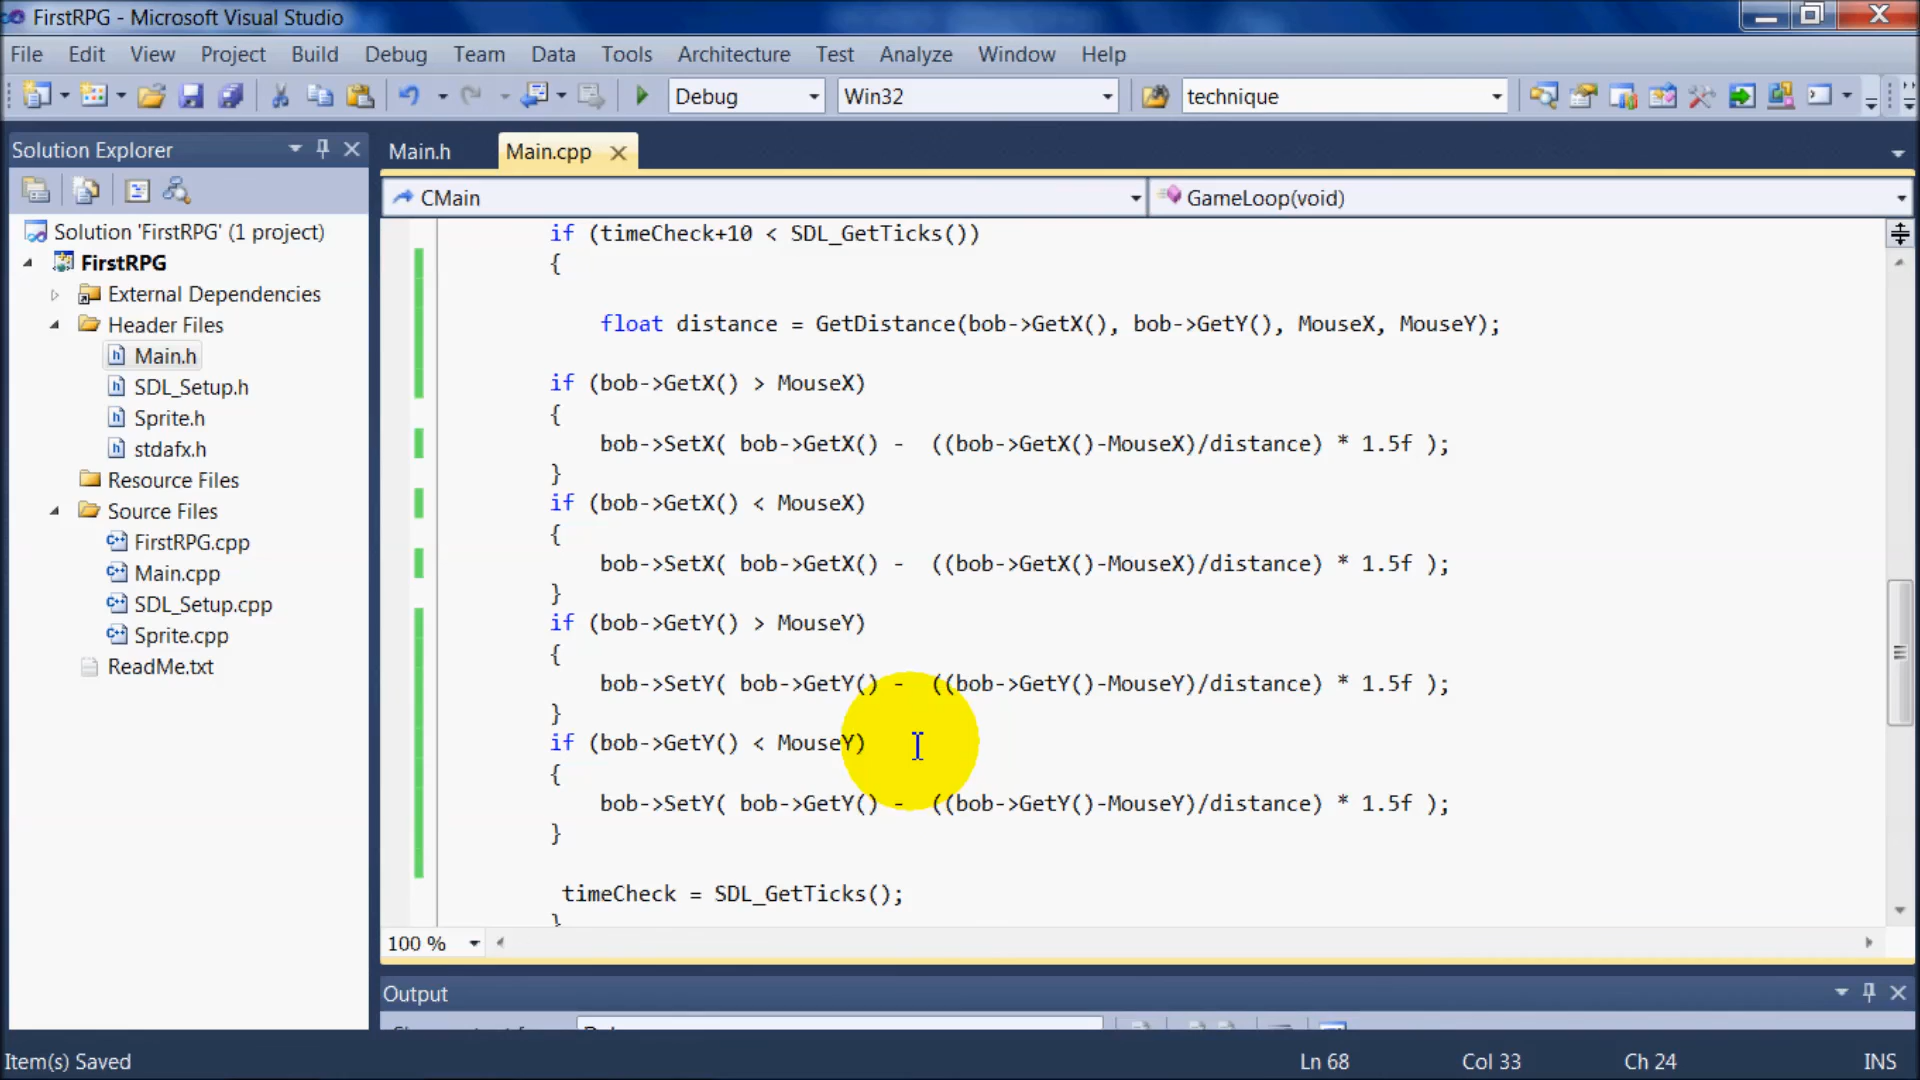 FirstRPG - Microsoft Visual Studio
File Edit View Project Build Debug Team Data Tools Architecture Test Analyze Window Help
Debug Win32 technique
Solution Explorer
Main.h Main.cpp
CMain GameLoop(void)
Solution 'FirstRPG' (1 project)
FirstRPG
External Dependencies
Header Files
Main.h
SDL_Setup.h
Sprite.h
stdafx.h
Resource Files
Source Files
FirstRPG.cpp
Main.cpp
SDL_Setup.cpp
Sprite.cpp
ReadMe.txt
if (timeCheck+10 < SDL_GetTicks())
{
float distance = GetDistance(bob->GetX(), bob->GetY(), MouseX, MouseY);
if (bob->GetX() > MouseX)
{
bob->SetX( bob->GetX() -  ((bob->GetX()-MouseX)/distance) * 1.5f );
}
if (bob->GetX() < MouseX)
{
bob->SetX( bob->GetX() -  ((bob->GetX()-MouseX)/distance) * 1.5f );
}
if (bob->GetY() > MouseY)
{
bob->SetY( bob->GetY() -  ((bob->GetY()-MouseY)/distance) * 1.5f );
}
if (bob->GetY() < MouseY)
{
bob->SetY( bob->GetY() -  ((bob->GetY()-MouseY)/distance) * 1.5f );
}
timeCheck = SDL_GetTicks();
}
100 %
Output
Item(s) Saved Ln 68 Col 33 Ch 24 INS